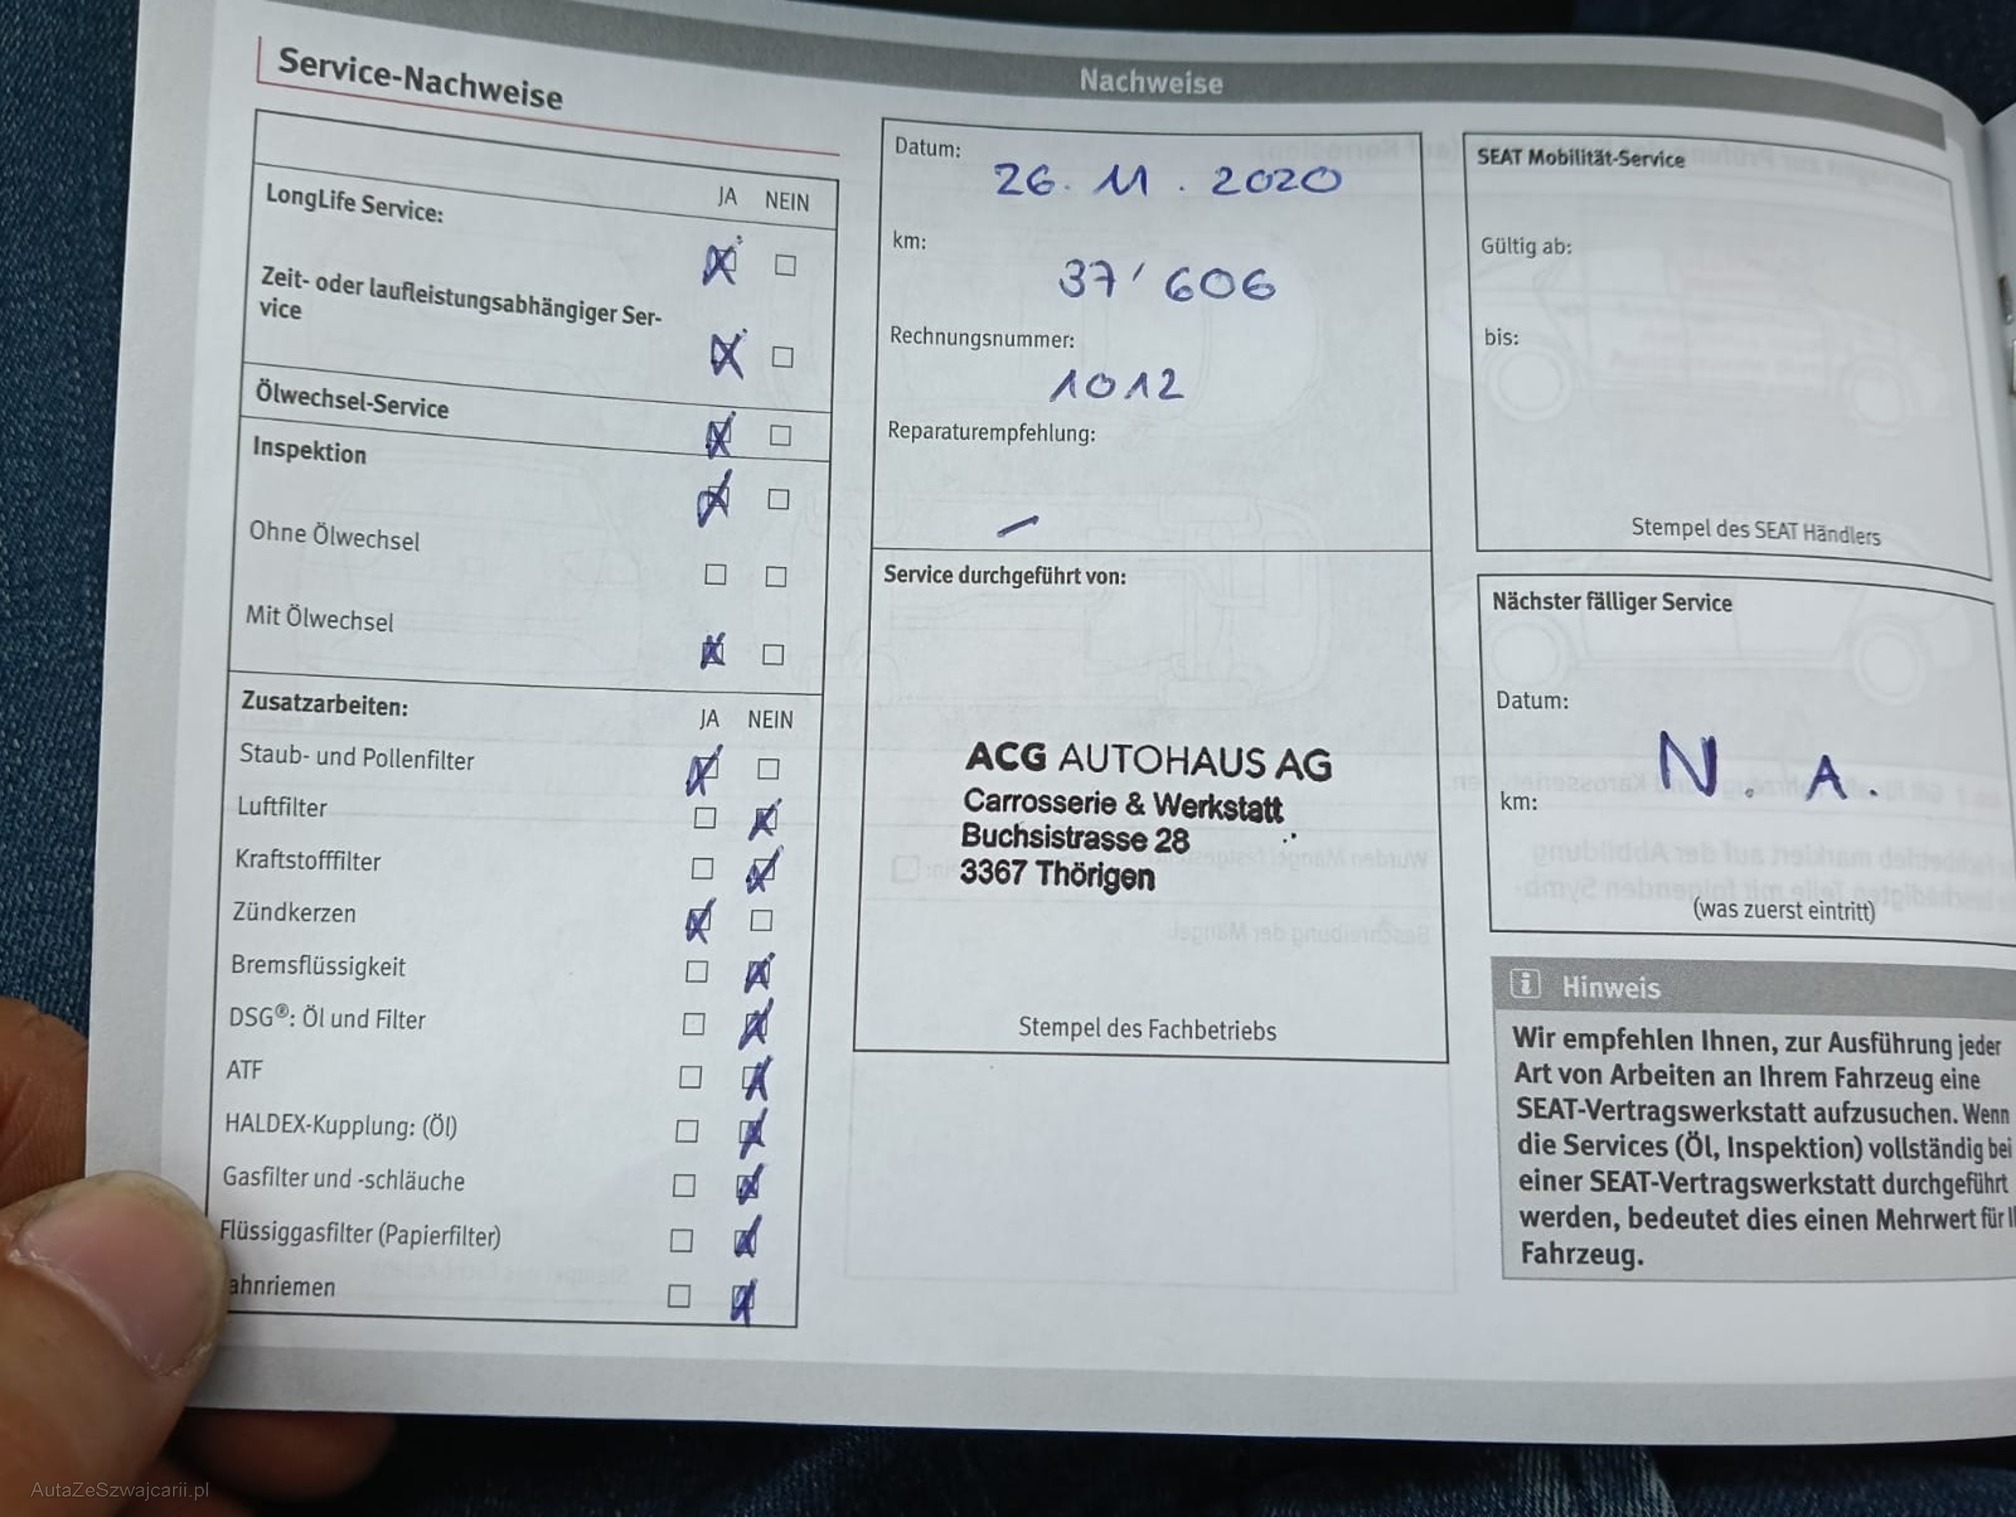 Nachweise
Service-Nachweise
JA NEIN
LongLife Service:
Zeit- oder laufleistungsabhängiger Ser-
vice
Ölwechsel-Service
Inspektion
Ohne Ölwechsel
Mit Ölwechsel
Zusatzarbeiten:
JA NEIN
Staub- und Pollenfilter
Luftfilter
Kraftstofffilter
Zündkerzen
Bremsflüssigkeit
DSG®: Öl und Filter
ATF
HALDEX-Kupplung: (Öl)
Gasfilter und -schläuche
Flüssiggasfilter (Papierfilter)
ahnriemen
Datum:
26. 11. 2020
km:
37' 606
Rechnungsnummer:
1012
Reparaturempfehlung:
–
Service durchgeführt von:
ACG AUTOHAUS AG
Carrosserie & Werkstatt
Buchsistrasse 28
3367 Thörigen
Stempel des Fachbetriebs
SEAT Mobilität-Service
Gültig ab:
bis:
Stempel des SEAT Händlers
Nächster fälliger Service
Datum:
N. A.
km:
(was zuerst eintritt)
i Hinweis
Wir empfehlen Ihnen, zur Ausführung jeder
Art von Arbeiten an Ihrem Fahrzeug eine
SEAT-Vertragswerkstatt aufzusuchen. Wenn
die Services (Öl, Inspektion) vollständig bei
einer SEAT-Vertragswerkstatt durchgeführt
werden, bedeutet dies einen Mehrwert für
Fahrzeug.
AutaZeSzwajcarii.pl